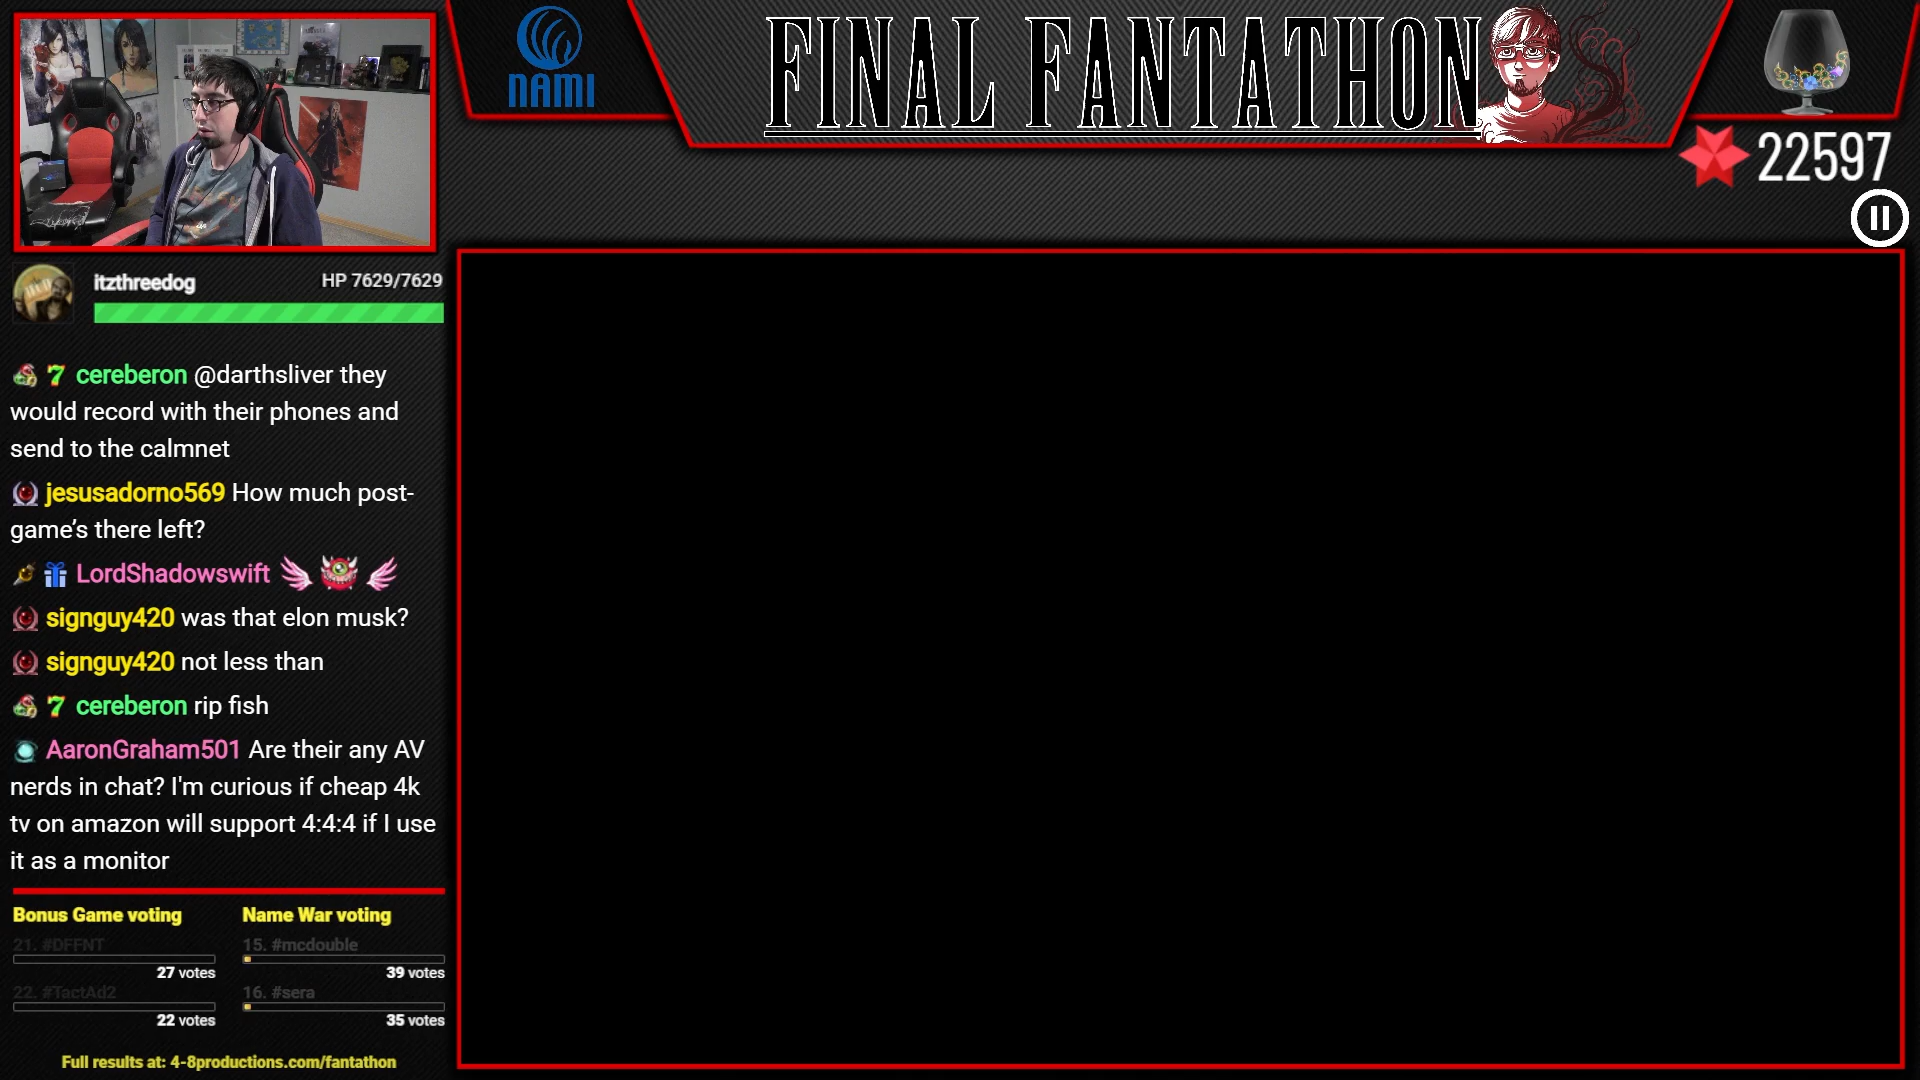 NAMI
FINAL FANTATHON
22597
itzthreedog
HP 7629/7629
7 cereberon @darthsliver they
would record with their phones and
send to the calmnet
jesusadorno569 How much post-
game’s there left?
LordShadowswift
signguy420 was that elon musk?
signguy420 not less than
7 cereberon rip fish
AaronGraham501 Are their any AV
nerds in chat? I'm curious if cheap 4k
tv on amazon will support 4:4:4 if I use
it as a monitor
Bonus Game voting
21. #DFFNT
27 votes
22. #TactAd2
22 votes
Name War voting
15. #mcdouble
39 votes
16. #sera
35 votes
Full results at: 4-8productions.com/fantathon